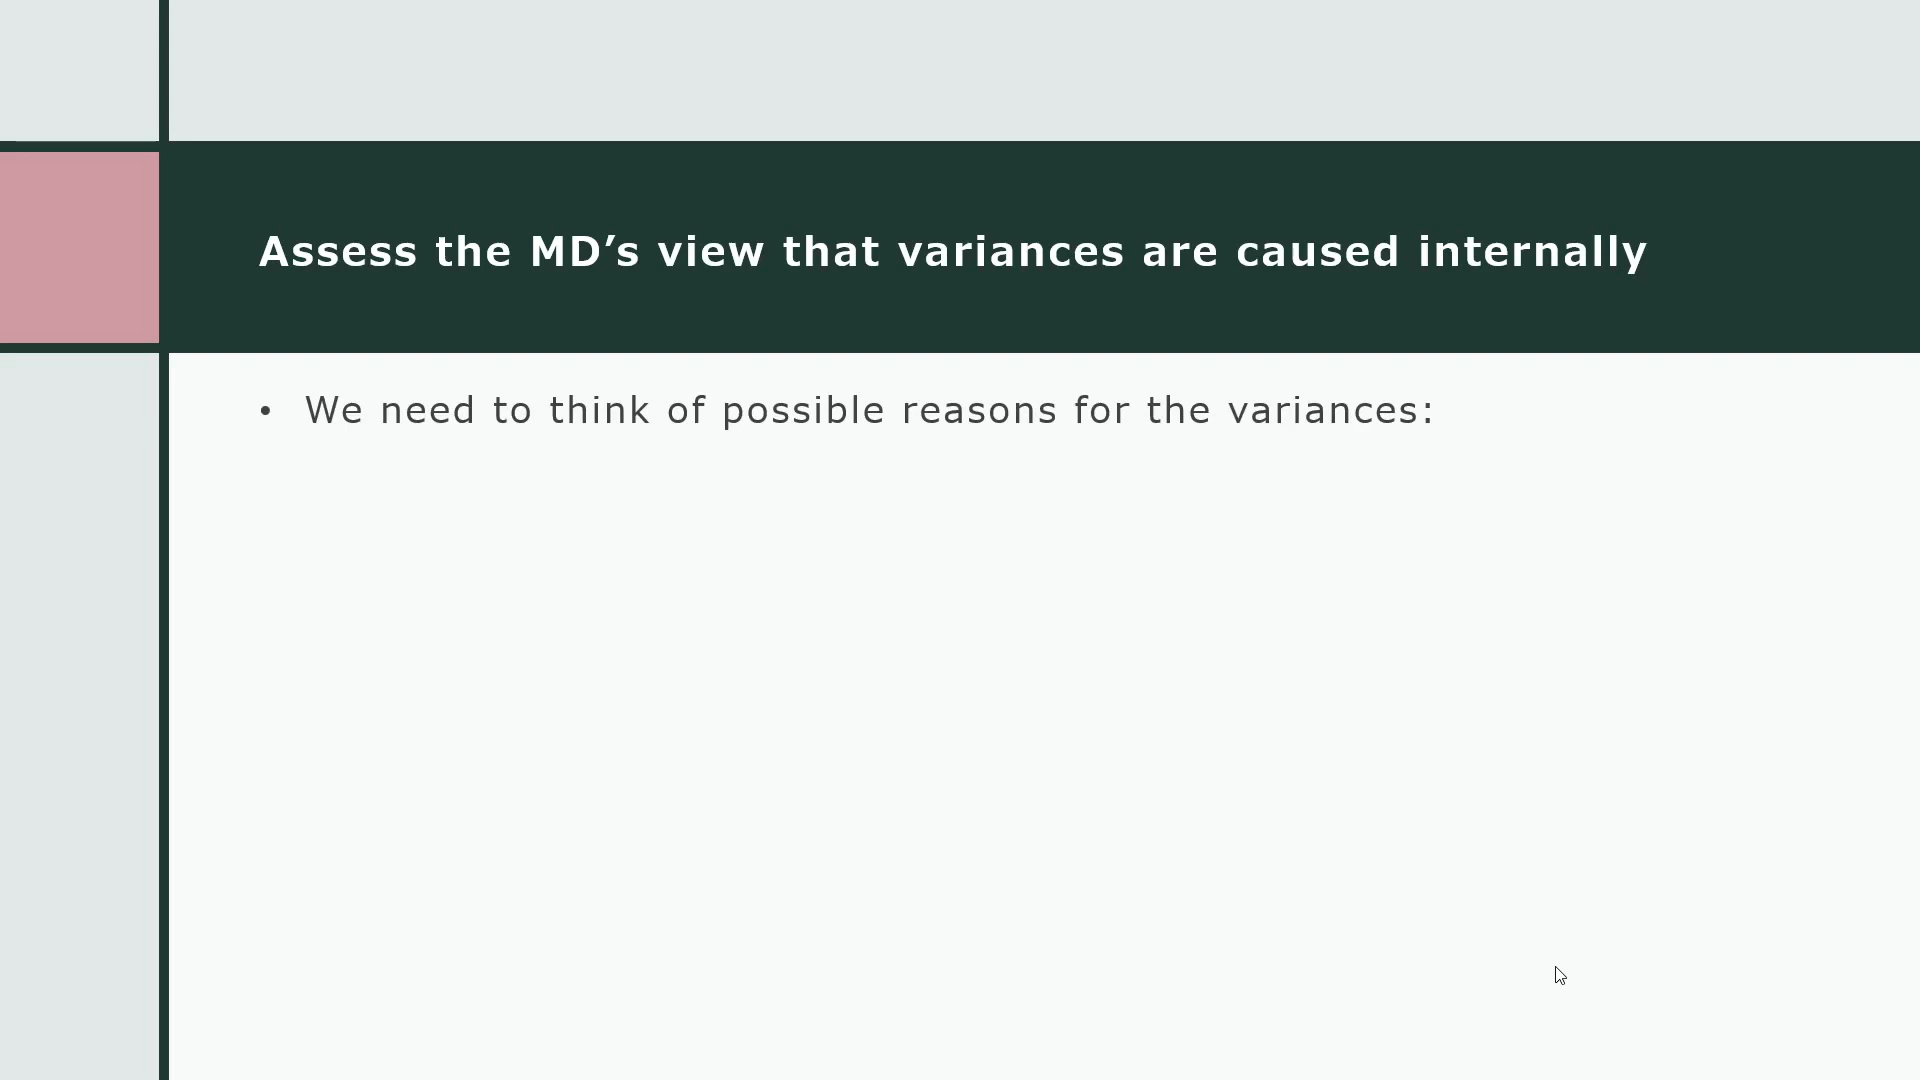 Assess the MD’s view that variances are caused internally
• We need to think of possible reasons for the variances: